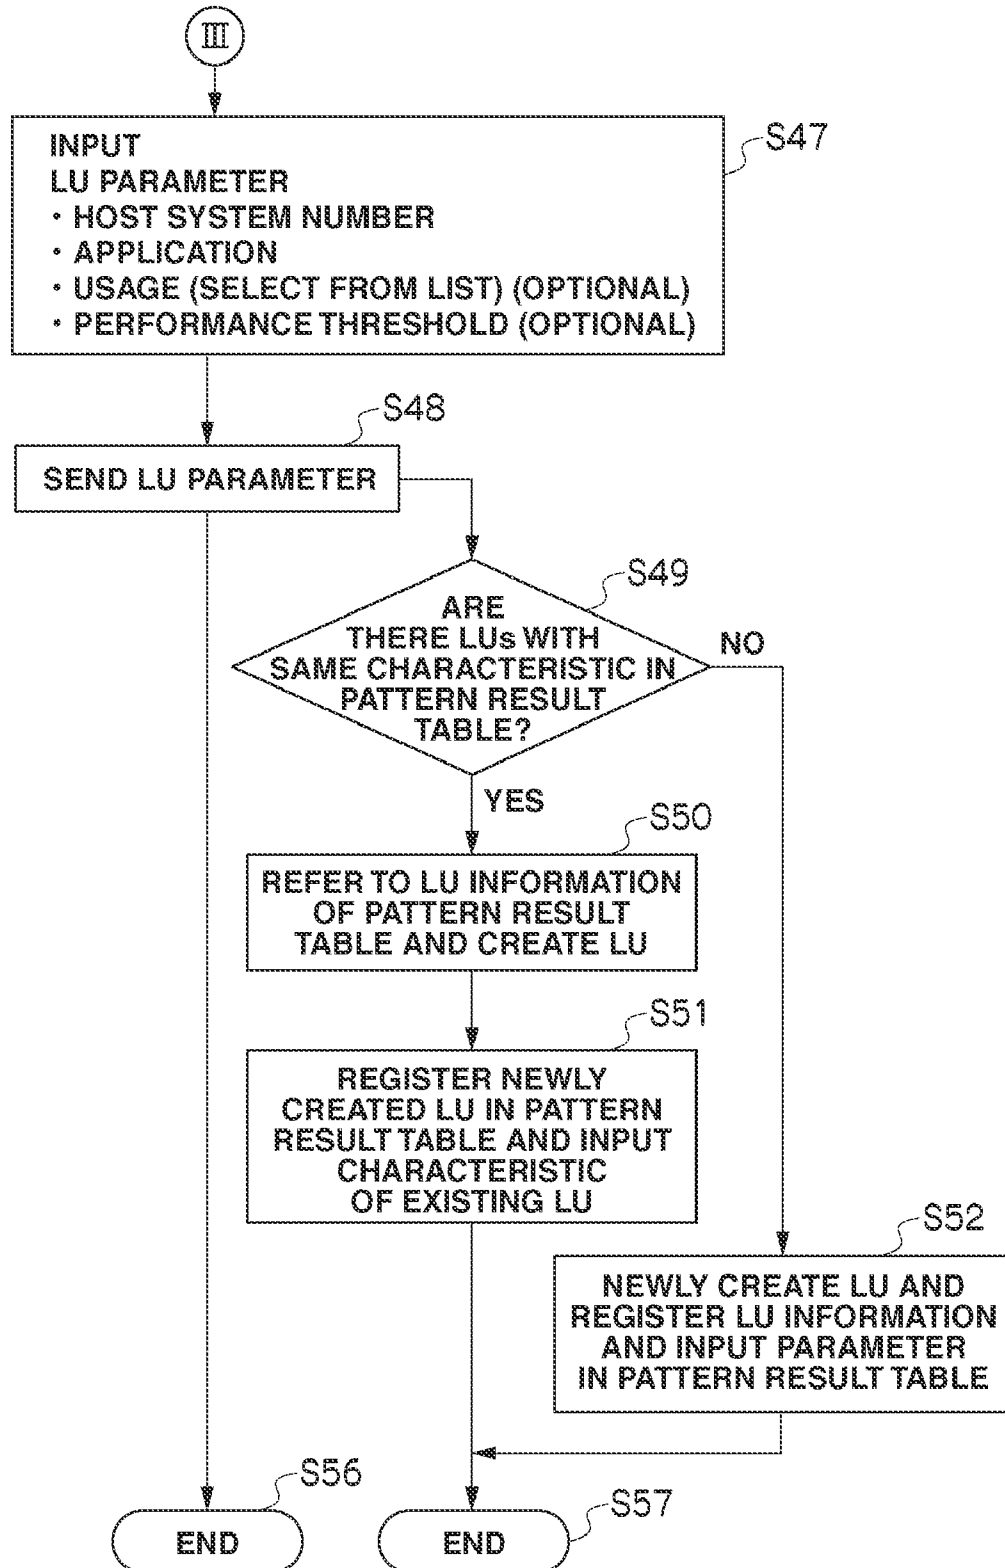 III
S47
INPUT
LU PARAMETER
・HOST SYSTEM NUMBER
・APPLICATION
・USAGE (SELECT FROM LIST) (OPTIONAL)
・PERFORMANCE THRESHOLD (OPTIONAL)
S48
SEND LU PARAMETER
S49
ARE
THERE LUs WITH
SAME CHARACTERISTIC IN
PATTERN RESULT
TABLE?
NO
YES
S50
REFER TO LU INFORMATION
OF PATTERN RESULT
TABLE AND CREATE LU
S51
REGISTER NEWLY
CREATED LU IN PATTERN
RESULT TABLE AND INPUT
CHARACTERISTIC
OF EXISTING LU
S52
NEWLY CREATE LU AND
REGISTER LU INFORMATION
AND INPUT PARAMETER
IN PATTERN RESULT TABLE
S56
END
S57
END